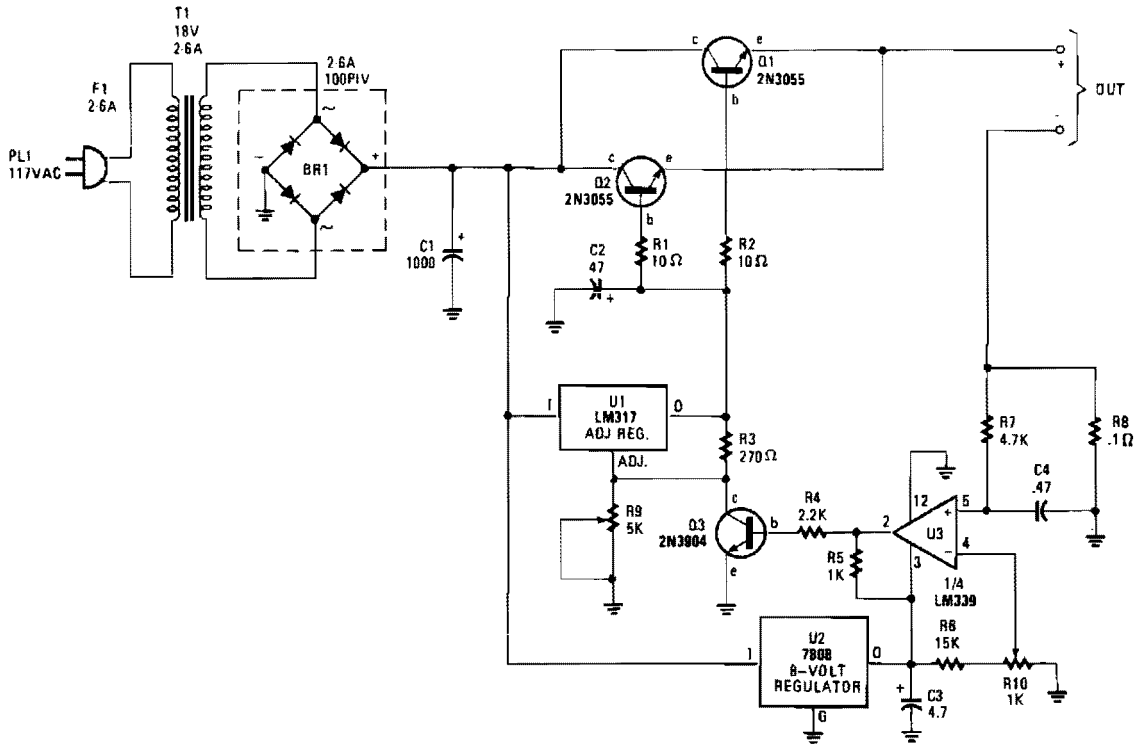 T1
18V
2·6A
F1
2·6A
PL1
117VAC
2·6A
100PIV
~
-
BR1
+
~
C1
1000
+
c
e
Q1
2N3055
b
c
e
Q2
2N3055
b
+
OUT
-
R1
10Ω
R2
10Ω
C2
47
+
I
U1
LM317
ADJ REG.
O
ADJ.
R3
270Ω
R9
5K
c
Q3
2N3904
b
e
R4
2.2K
R5
1K
2
12
U3
+
-
5
4
3
1/4
LM339
R7
4.7K
R8
.1Ω
C4
.47
I
U2
7808
8-VOLT
REGULATOR
O
G
R6
15K
R10
1K
+
C3
4.7